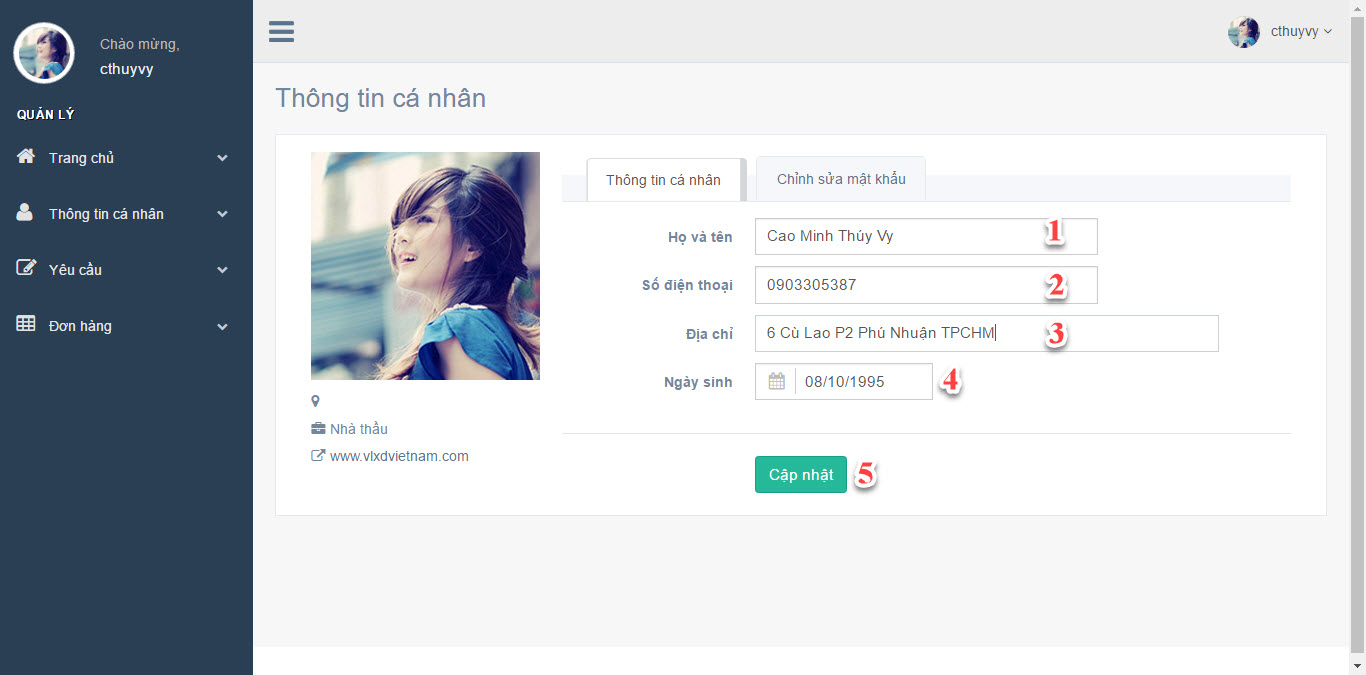 Chào mừng,
cthuyvy
QUẢN LÝ
Trang chủ
Thông tin cá nhân
Yêu cầu
Đơn hàng
cthuyvy
Thông tin cá nhân
Nhà thầu
www.vlxdvietnam.com
Thông tin cá nhân
Chỉnh sửa mật khẩu
Họ và tên
Cao Minh Thúy Vy
1
Số điện thoại
0903305387
2
Địa chỉ
6 Cù Lao P2 Phú Nhuận TPCHM
3
Ngày sinh
08/10/1995
4
Cập nhật
5